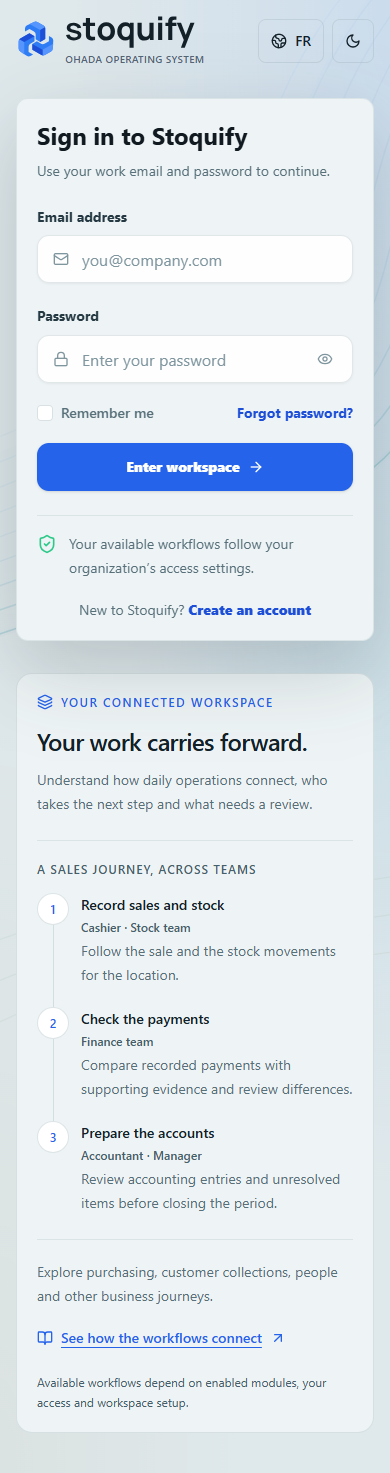 stoquify
OHADA OPERATING SYSTEM
FR
Sign in to Stoquify
Use your work email and password to continue.
Email address
you@company.com
Password
Enter your password
Remember me
Forgot password?
Enter workspace
Your available workflows follow your
organization's access settings.
New to Stoquify? Create an account
YOUR CONNECTED WORKSPACE
Your work carries forward.
Understand how daily operations connect, who
takes the next step and what needs a review.
A SALES JOURNEY, ACROSS TEAMS
1
Record sales and stock
Cashier · Stock team
Follow the sale and the stock movements
for the location.
2
Check the payments
Finance team
Compare recorded payments with
supporting evidence and review differences.
3
Prepare the accounts
Accountant · Manager
Review accounting entries and unresolved
items before closing the period.
Explore purchasing, customer collections, people
and other business journeys.
See how the workflows connect
Available workflows depend on enabled modules, your
access and workspace setup.